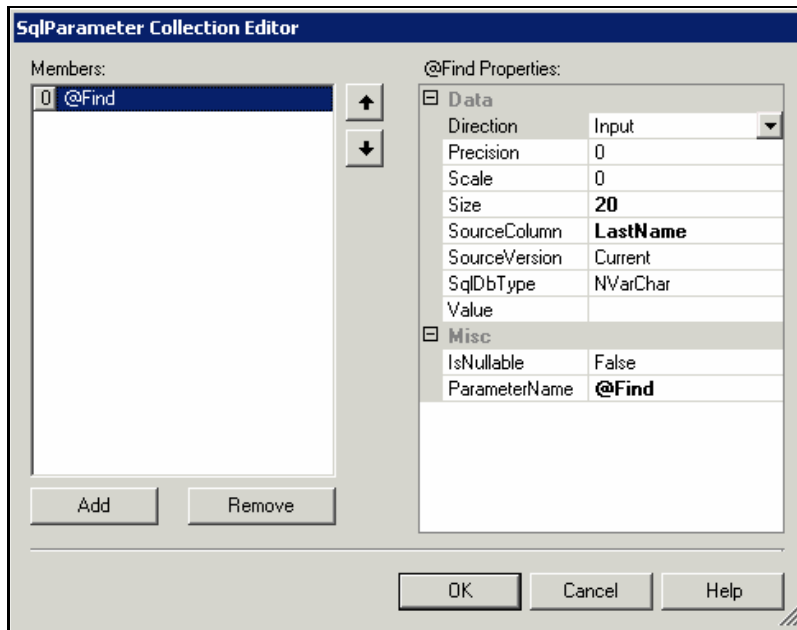 SqlParameter Collection Editor
Members:
0 @Find
Add Remove
@Find Properties:
Data
Direction Input
Precision 0
Scale 0
Size 20
SourceColumn LastName
SourceVersion Current
SqlDbType NVarChar
Value
Misc
IsNullable False
ParameterName @Find
OK Cancel Help